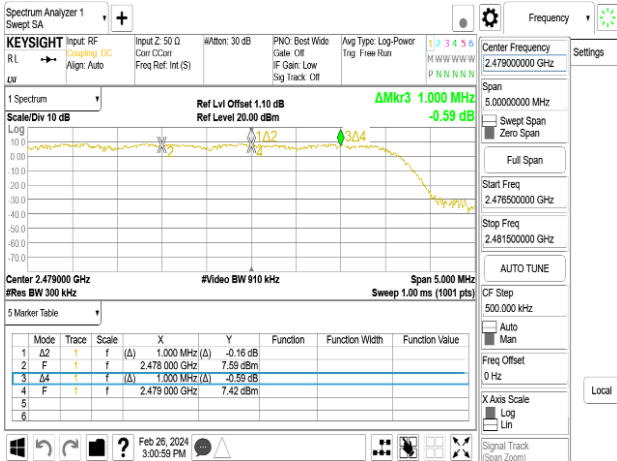 Spectrum Analyzer 1
Swept SA
Frequency
KEYSIGHT
RL
Input: RF
Coupling: DC
Align: Auto
Input Z: 50 Ω
Corr CCorr
Freq Ref: Int (S)
#Atten: 30 dB
PNO: Best Wide
Gate: Off
IF Gain: Low
Sig Track: Off
Avg Type: Log-Power
Trig: Free Run
1 2 3 4 5 6
M W W W W W
P N N N N N
1 Spectrum
Scale/Div 10 dB
Ref Lvl Offset 1.10 dB
Ref Level 20.00 dBm
ΔMkr3 1.000 MHz
-0.59 dB
Log
10.0
0.00
-10.0
-20.0
-30.0
-40.0
-50.0
-60.0
-70.0
2
1Δ2
4
3Δ4
Center 2.479000 GHz
#Res BW 300 kHz
#Video BW 910 kHz
Span 5.000 MHz
Sweep 1.00 ms (1001 pts)
5 Marker Table
Mode Trace Scale X Y Function Function Width Function Value
1 Δ2 1 f (Δ) 1.000 MHz (Δ) -0.16 dB
2 F 1 f 2.478 000 GHz 7.59 dBm
3 Δ4 1 f (Δ) 1.000 MHz (Δ) -0.59 dB
4 F 1 f 2.479 000 GHz 7.42 dBm
5
6
Feb 26, 2024
3:00:59 PM
Center Frequency
2.479000000 GHz
Span
5.00000000 MHz
Swept Span
Zero Span
Full Span
Start Freq
2.476500000 GHz
Stop Freq
2.481500000 GHz
AUTO TUNE
CF Step
500.000 kHz
Auto
Man
Freq Offset
0 Hz
X Axis Scale
Log
Lin
Signal Track
(Span Zoom)
Settings
Local